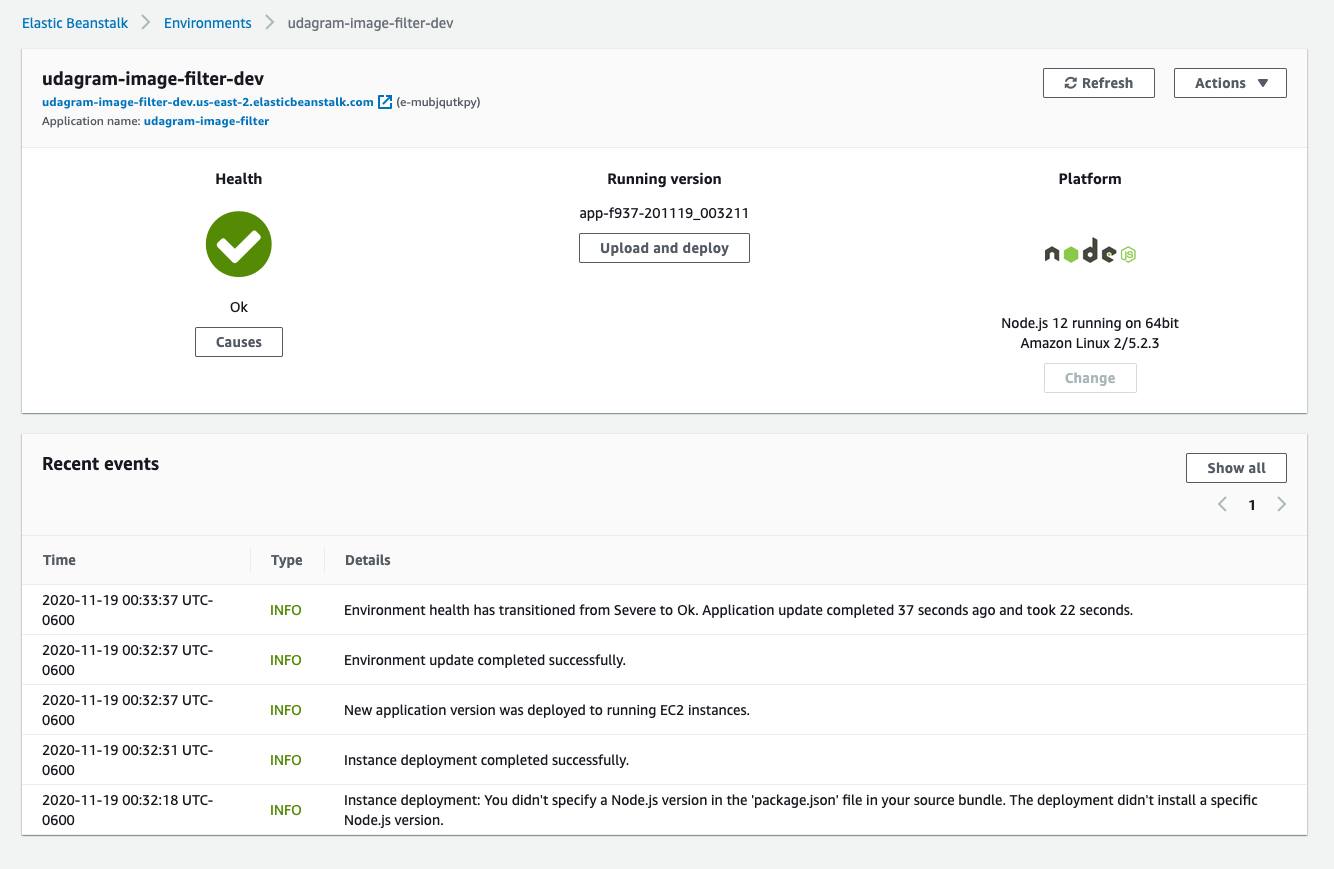 Elastic Beanstalk > Environments > udagram-image-filter-dev
udagram-image-filter-dev
Refresh
Actions ▼
udagram-image-filter-dev.us-east-2.elasticbeanstalk.com (e-mubjqutkpy)
Application name: udagram-image-filter
Health
Ok
Causes
Running version
app-f937-201119_003211
Upload and deploy
Platform
node JS
Node.js 12 running on 64bit
Amazon Linux 2/5.2.3
Change
Recent events
Show all
< 1 >
Time Type Details
2020-11-19 00:33:37 UTC-
0600
INFO
Environment health has transitioned from Severe to Ok. Application update completed 37 seconds ago and took 22 seconds.
2020-11-19 00:32:37 UTC-
0600
INFO
Environment update completed successfully.
2020-11-19 00:32:37 UTC-
0600
INFO
New application version was deployed to running EC2 instances.
2020-11-19 00:32:31 UTC-
0600
INFO
Instance deployment completed successfully.
2020-11-19 00:32:18 UTC-
0600
INFO
Instance deployment: You didn't specify a Node.js version in the 'package.json' file in your source bundle. The deployment didn't install a specific
Node.js version.